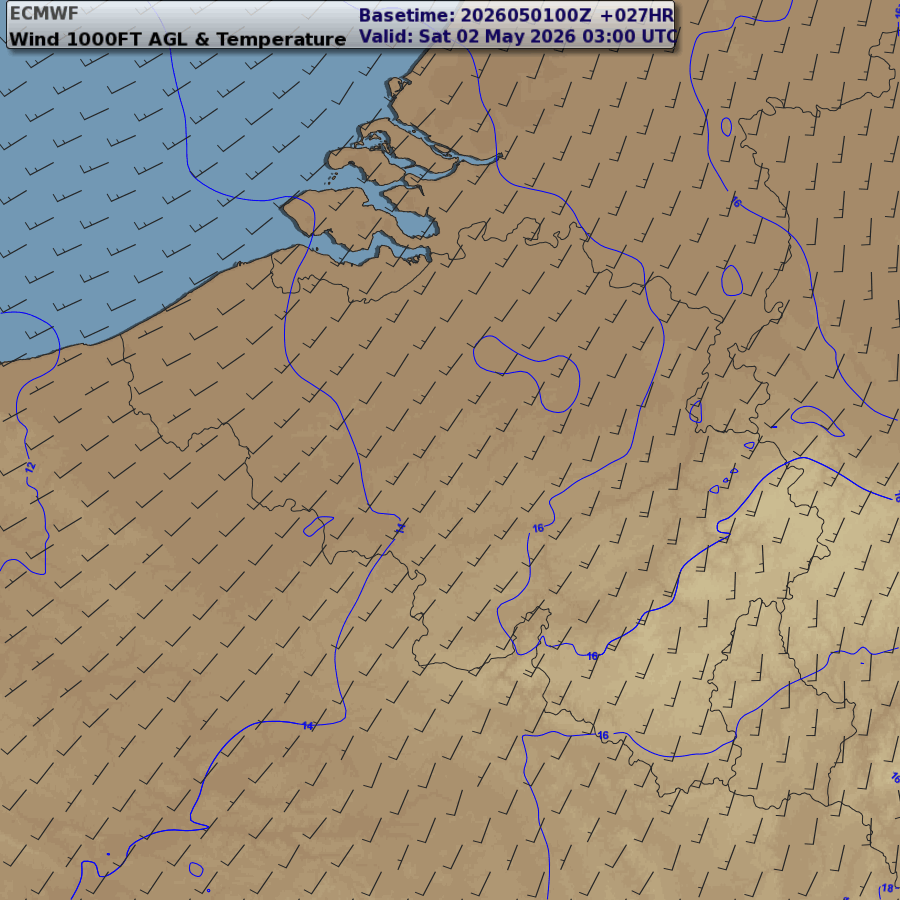 ECMWF
Basetime: 2026050100Z +027HR
Wind 1000FT AGL & Temperature
Valid: Sat 02 May 2026 03:00 UTC
16
12
14
16
16
14
16
18